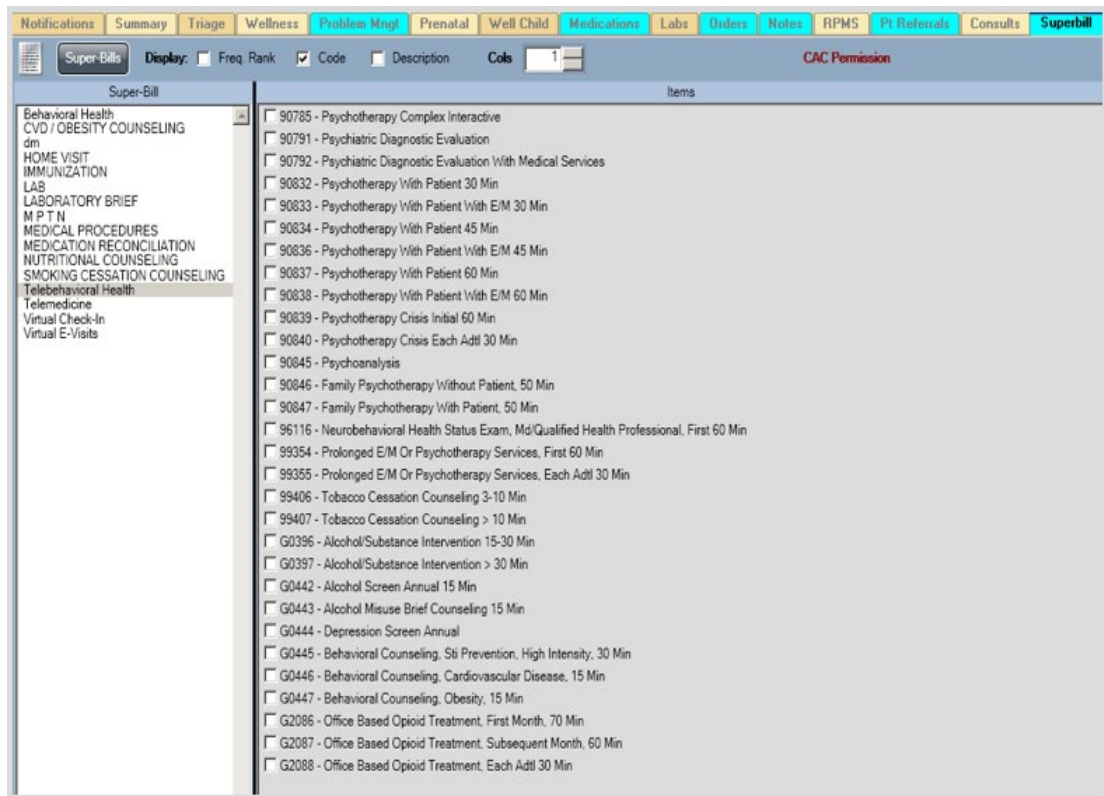 Notifications Summary Triage Wellness Problem Mngt Prenatal Well Child Medications Labs Orders Notes RPMS Pt Referrals Consults Superbill
Super-Bills Display: Freq. Rank Code Description Cols 1 CAC Permission
Super-Bill
Behavioral Health
CVD / OBESITY COUNSELING
dm
HOME VISIT
IMMUNIZATION
LAB
LABORATORY BRIEF
M P T N
MEDICAL PROCEDURES
MEDICATION RECONCILIATION
NUTRITIONAL COUNSELING
SMOKING CESSATION COUNSELING
Telebehavioral Health
Telemedicine
Virtual Check-In
Virtual E-Visits
Items
90785 - Psychotherapy Complex Interactive
90791 - Psychiatric Diagnostic Evaluation
90792 - Psychiatric Diagnostic Evaluation With Medical Services
90832 - Psychotherapy With Patient 30 Min
90833 - Psychotherapy With Patient With E/M 30 Min
90834 - Psychotherapy With Patient 45 Min
90836 - Psychotherapy With Patient With E/M 45 Min
90837 - Psychotherapy With Patient 60 Min
90838 - Psychotherapy With Patient With E/M 60 Min
90839 - Psychotherapy Crisis Initial 60 Min
90840 - Psychotherapy Crisis Each Adtl 30 Min
90845 - Psychoanalysis
90846 - Family Psychotherapy Without Patient, 50 Min
90847 - Family Psychotherapy With Patient, 50 Min
96116 - Neurobehavioral Health Status Exam, Md/Qualified Health Professional, First 60 Min
99354 - Prolonged E/M Or Psychotherapy Services, First 60 Min
99355 - Prolonged E/M Or Psychotherapy Services, Each Adtl 30 Min
99406 - Tobacco Cessation Counseling 3-10 Min
99407 - Tobacco Cessation Counseling > 10 Min
G0396 - Alcohol/Substance Intervention 15-30 Min
G0397 - Alcohol/Substance Intervention > 30 Min
G0442 - Alcohol Screen Annual 15 Min
G0443 - Alcohol Misuse Brief Counseling 15 Min
G0444 - Depression Screen Annual
G0445 - Behavioral Counseling, Sti Prevention, High Intensity, 30 Min
G0446 - Behavioral Counseling, Cardiovascular Disease, 15 Min
G0447 - Behavioral Counseling, Obesity, 15 Min
G2086 - Office Based Opioid Treatment, First Month, 70 Min
G2087 - Office Based Opioid Treatment, Subsequent Month, 60 Min
G2088 - Office Based Opioid Treatment, Each Adtl 30 Min